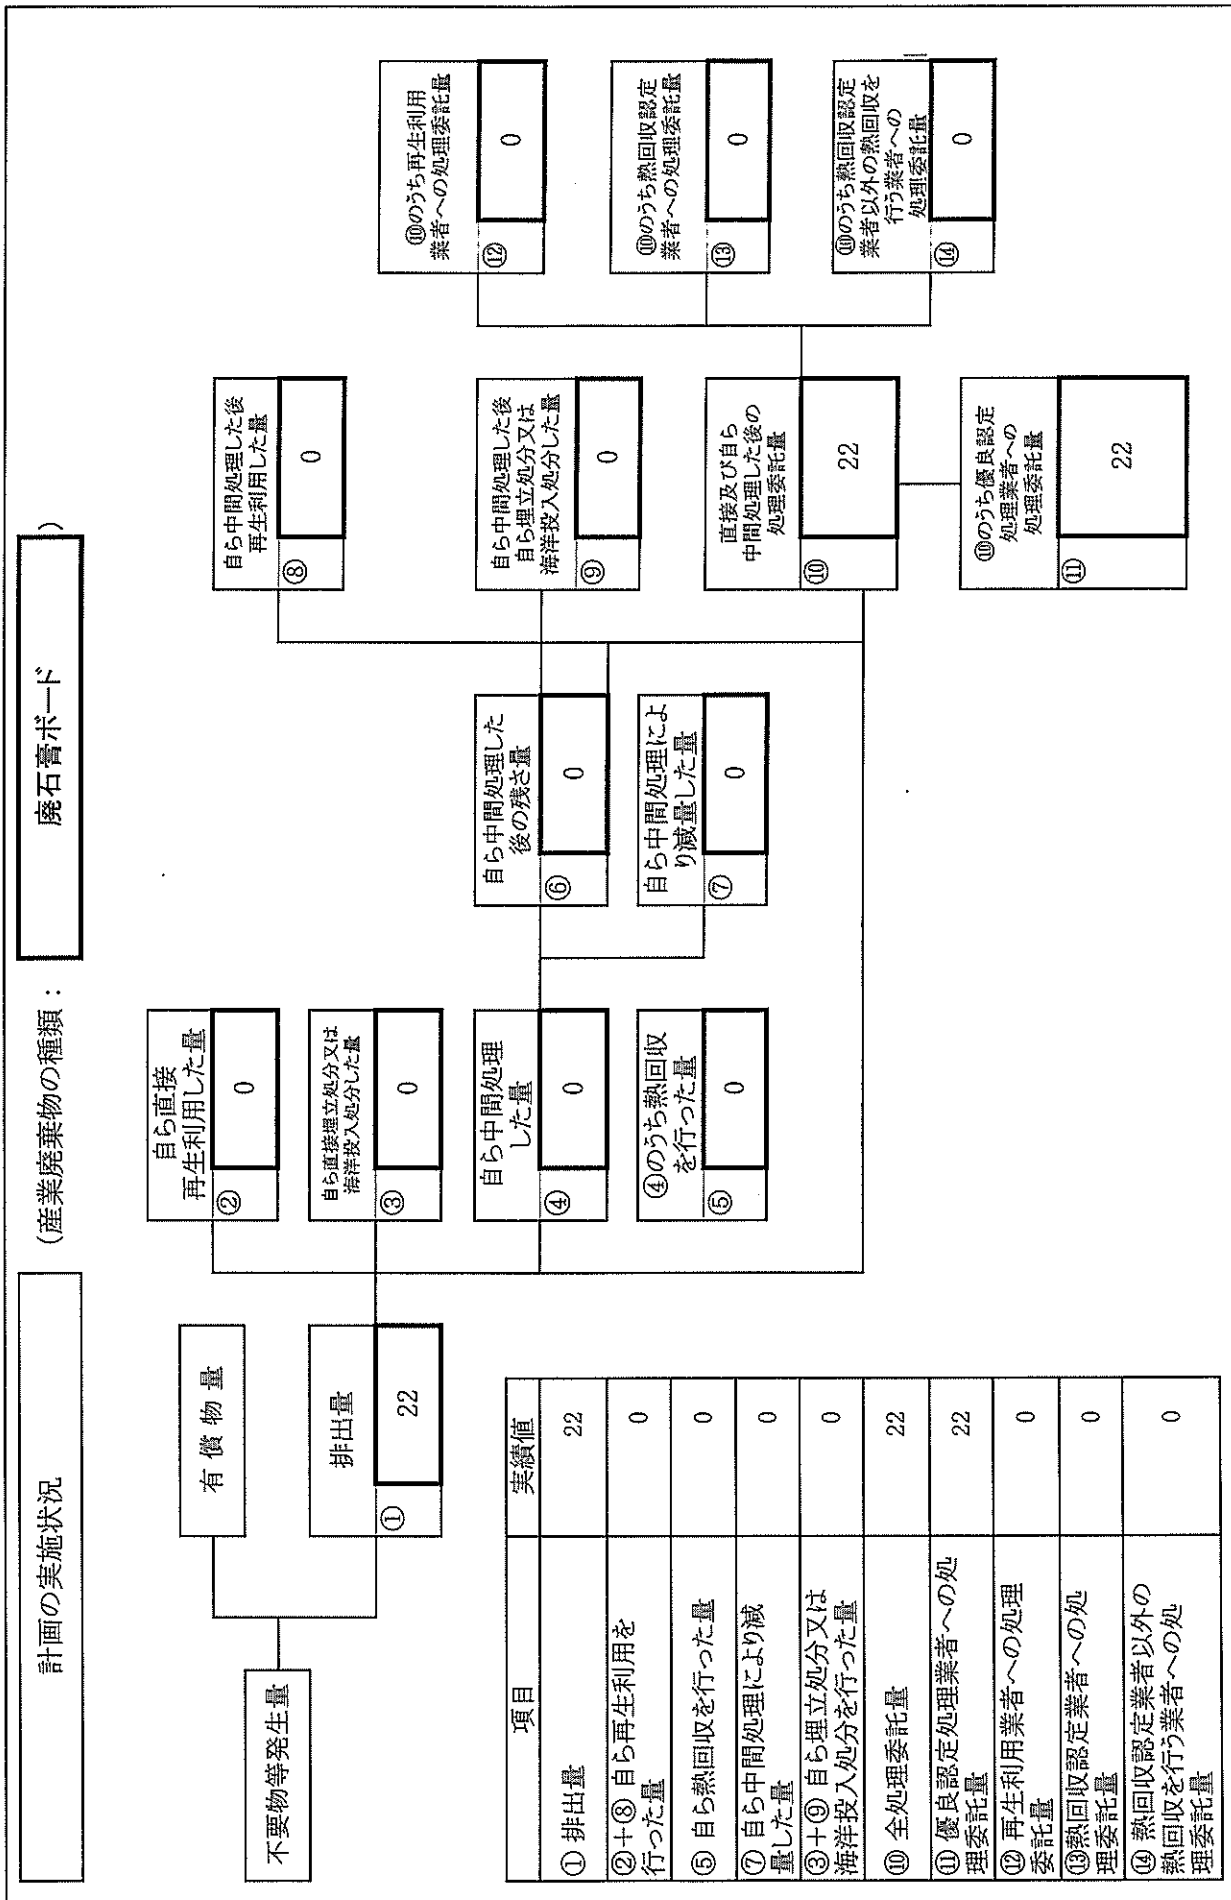 計画の実施状況
(産業廃棄物の種類：
廃石膏ボード
)
不要物等発生量
有償物量
排出量
①
22
自ら直接
再生利用した量
②
0
自ら直接埋立処分又は
海洋投入処分した量
③
0
自ら中間処理
した量
④
0
④のうち熱回収
を行った量
⑤
0
自ら中間処理した
後の残さ量
⑥
0
自ら中間処理によ
り減量した量
⑦
0
自ら中間処理した後
再生利用した量
⑧
0
自ら中間処理した後
自ら埋立処分又は
海洋投入処分した量
⑨
0
直接及び自ら
中間処理した後の
処理委託量
⑩
22
⑩のうち優良認定
処理業者への
処理委託量
⑪
22
⑩のうち再生利用
業者への処理委託量
⑫
0
⑩のうち熱回収認定
業者への処理委託量
⑬
0
⑩のうち熱回収認定
業者以外の熱回収を
行う業者への
処理委託量
⑭
0
項目 実績値
① 排出量 22
②＋⑧ 自ら再生利用を
行った量 0
⑤ 自ら熱回収を行った量 0
⑦ 自ら中間処理により減
量した量 0
③＋⑨ 自ら埋立処分又は
海洋投入処分を行った量 0
⑩ 全処理委託量 22
⑪ 優良認定処理業者への処
理委託量 22
⑫ 再生利用業者への処理
委託量 0
⑬熱回収認定業者への処
理委託量 0
⑭ 熱回収認定業者以外の
熱回収を行う業者への処
理委託量 0